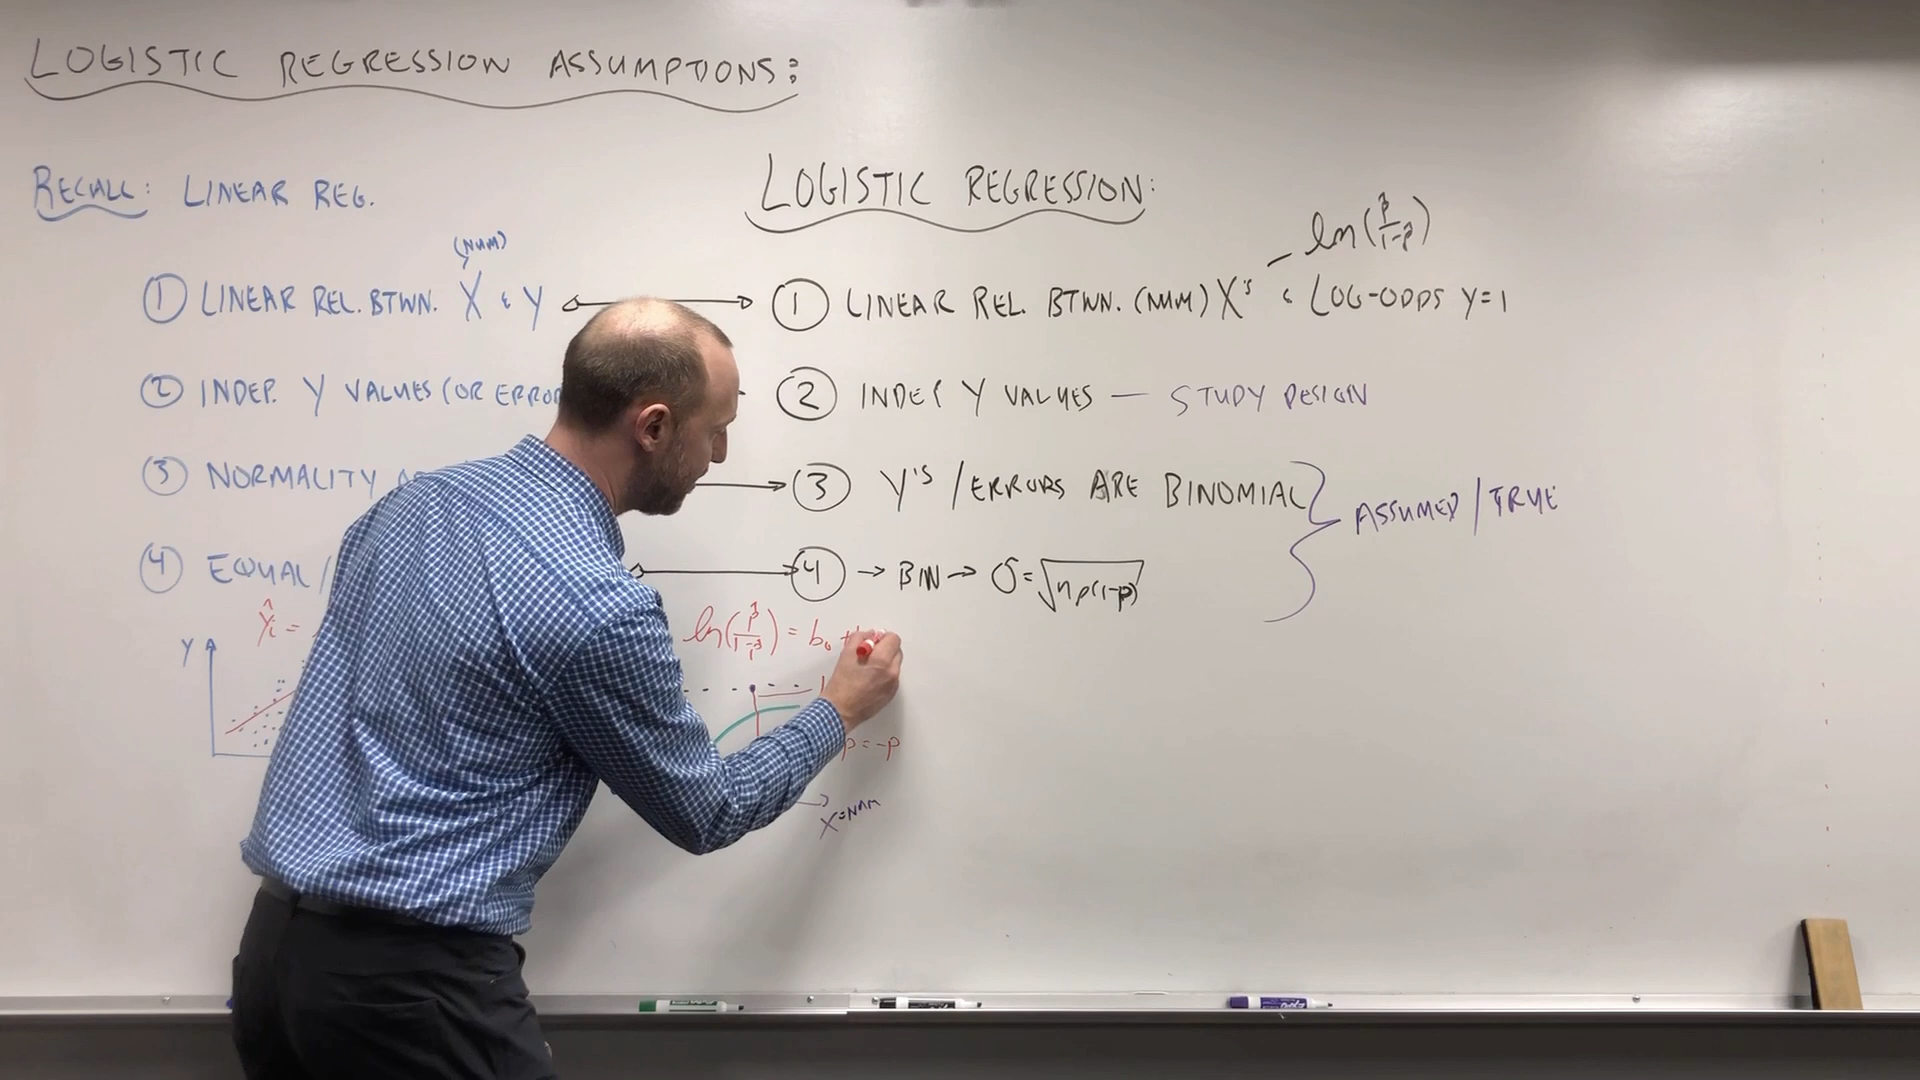 LOGISTIC REGRESSION ASSUMPTIONS:
RECALL: LINEAR REG.
(NUM)
① LINEAR REL. BTWN. X & Y
② INDEP. Y VALUES (OR ERROR
③ NORMALITY
④ EQUAL/
ŷᵢ =
Y
LOGISTIC REGRESSION:
ln(p̂/1-p̂)
① LINEAR REL. BTWN. (NUM) X's & LOG-ODDS Y=1
② INDEP Y VALUES — STUDY DESIGN
③ Y'S/ERRORS ARE BINOMIAL
ASSUMED/TRUE
④ → BIN → σ=√np(1-p)
ln(p̂/1-p̂) = b₀ +
p = -p
X=NUM